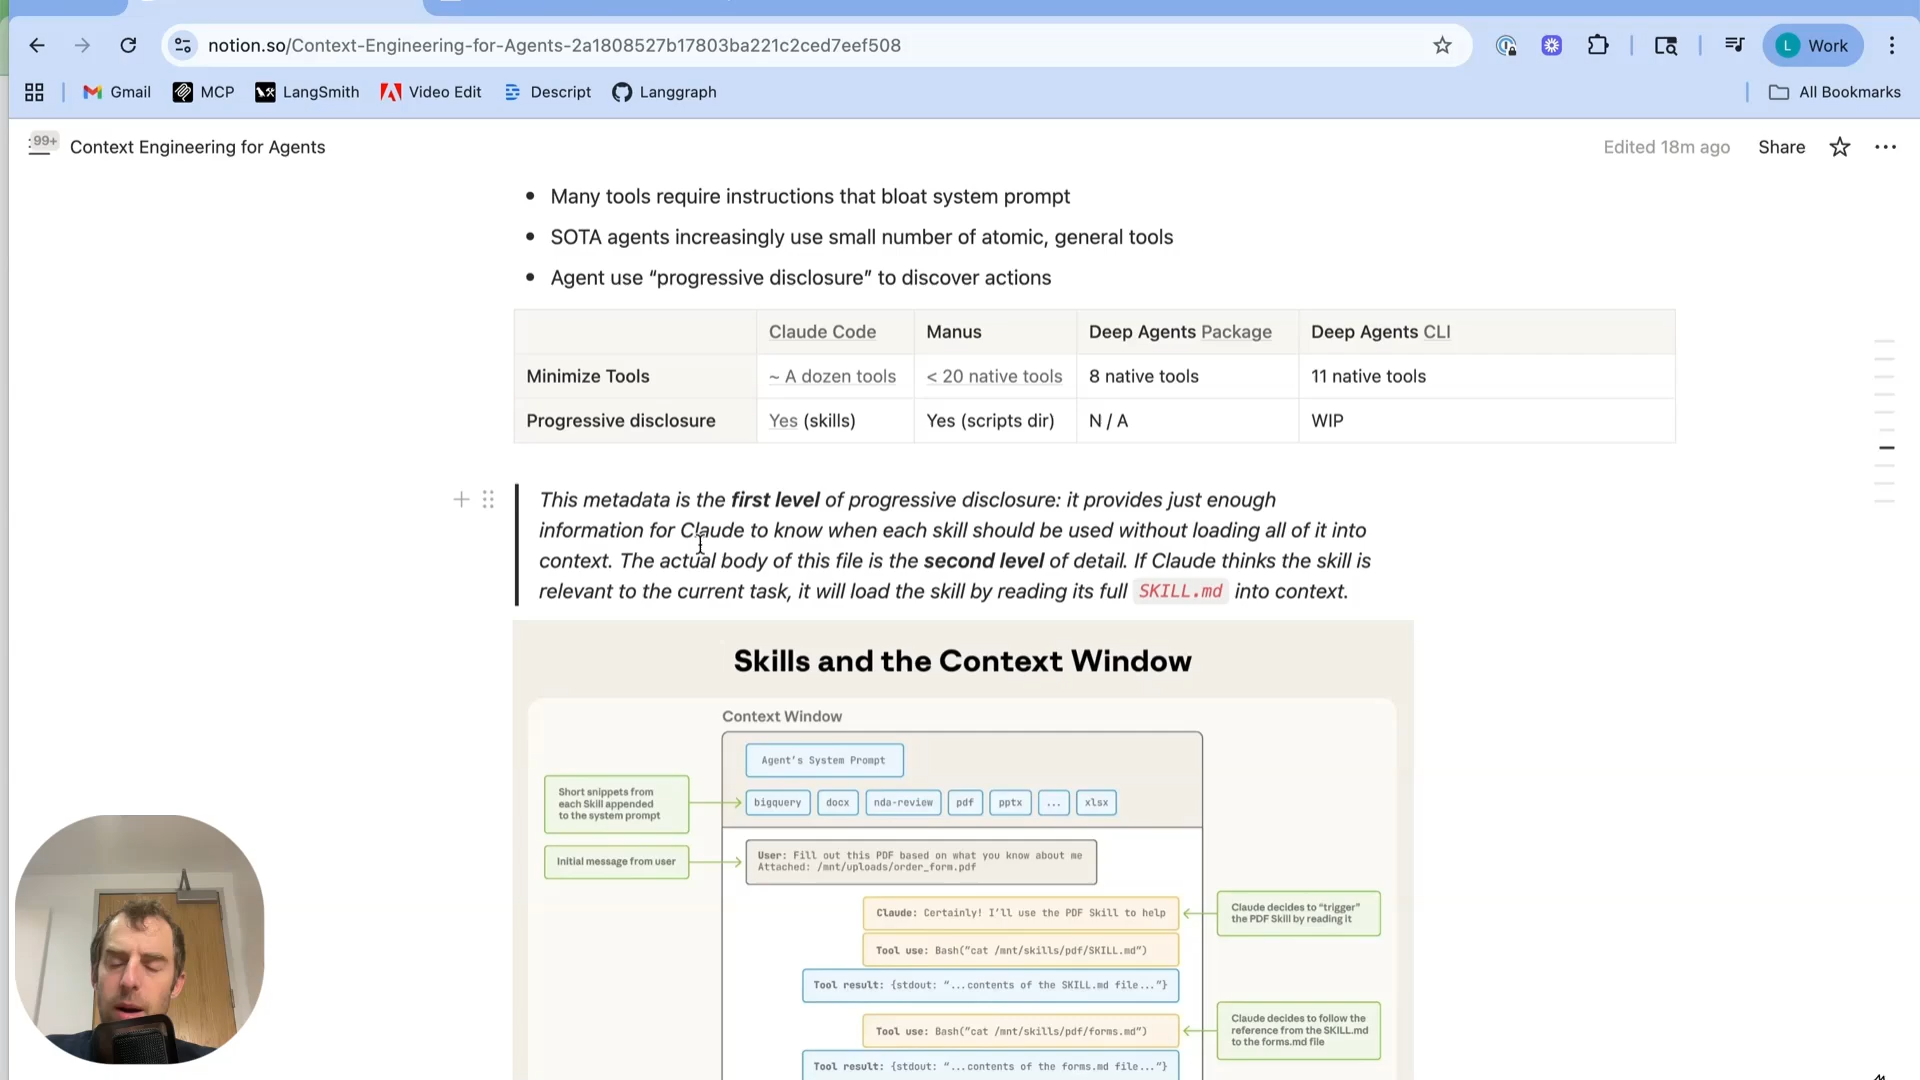 notion.so/Context-Engineering-for-Agents-2a1808527b17803ba221c2ced7eef508
L Work
Gmail
MCP
LangSmith
Video Edit
Descript
Langgraph
All Bookmarks
99+
Context Engineering for Agents
Edited 18m ago
Share
• Many tools require instructions that bloat system prompt
• SOTA agents increasingly use small number of atomic, general tools
• Agent use “progressive disclosure” to discover actions
Claude Code
Manus
Deep Agents Package
Deep Agents CLI
Minimize Tools
~ A dozen tools
< 20 native tools
8 native tools
11 native tools
Progressive disclosure
Yes (skills)
Yes (scripts dir)
N / A
WIP
This metadata is the first level of progressive disclosure: it provides just enough
information for Claude to know when each skill should be used without loading all of it into
context. The actual body of this file is the second level of detail. If Claude thinks the skill is
relevant to the current task, it will load the skill by reading its full SKILL.md into context.
Skills and the Context Window
Context Window
Agent's System Prompt
Short snippets from
each Skill appended
to the system prompt
bigquery
docx
nda-review
pdf
pptx
...
xlsx
Initial message from user
User: Fill out this PDF based on what you know about me
Attached: /mnt/uploads/order_form.pdf
Claude: Certainly! I'll use the PDF Skill to help
Claude decides to “trigger”
the PDF Skill by reading it
Tool use: Bash(“cat /mnt/skills/pdf/SKILL.md”)
Tool result: {stdout: “...contents of the SKILL.md file...”}
Tool use: Bash(“cat /mnt/skills/pdf/forms.md”)
Claude decides to follow the
reference from the SKILL.md
to the forms.md file
Tool result: {stdout: “...contents of the forms.md file...”}